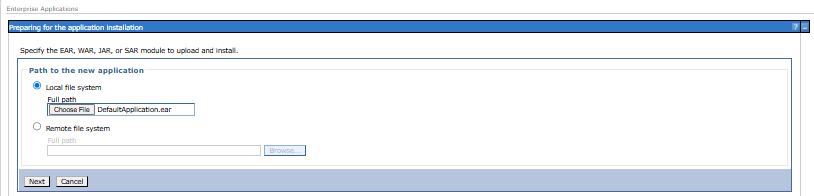 Enterprise Applications
Preparing for the application installation ? _
Specify the EAR, WAR, JAR, or SAR module to upload and install.
Path to the new application
Local file system
Full path
Choose File DefaultApplication.ear
Remote file system
Full path
Browse...
Next Cancel